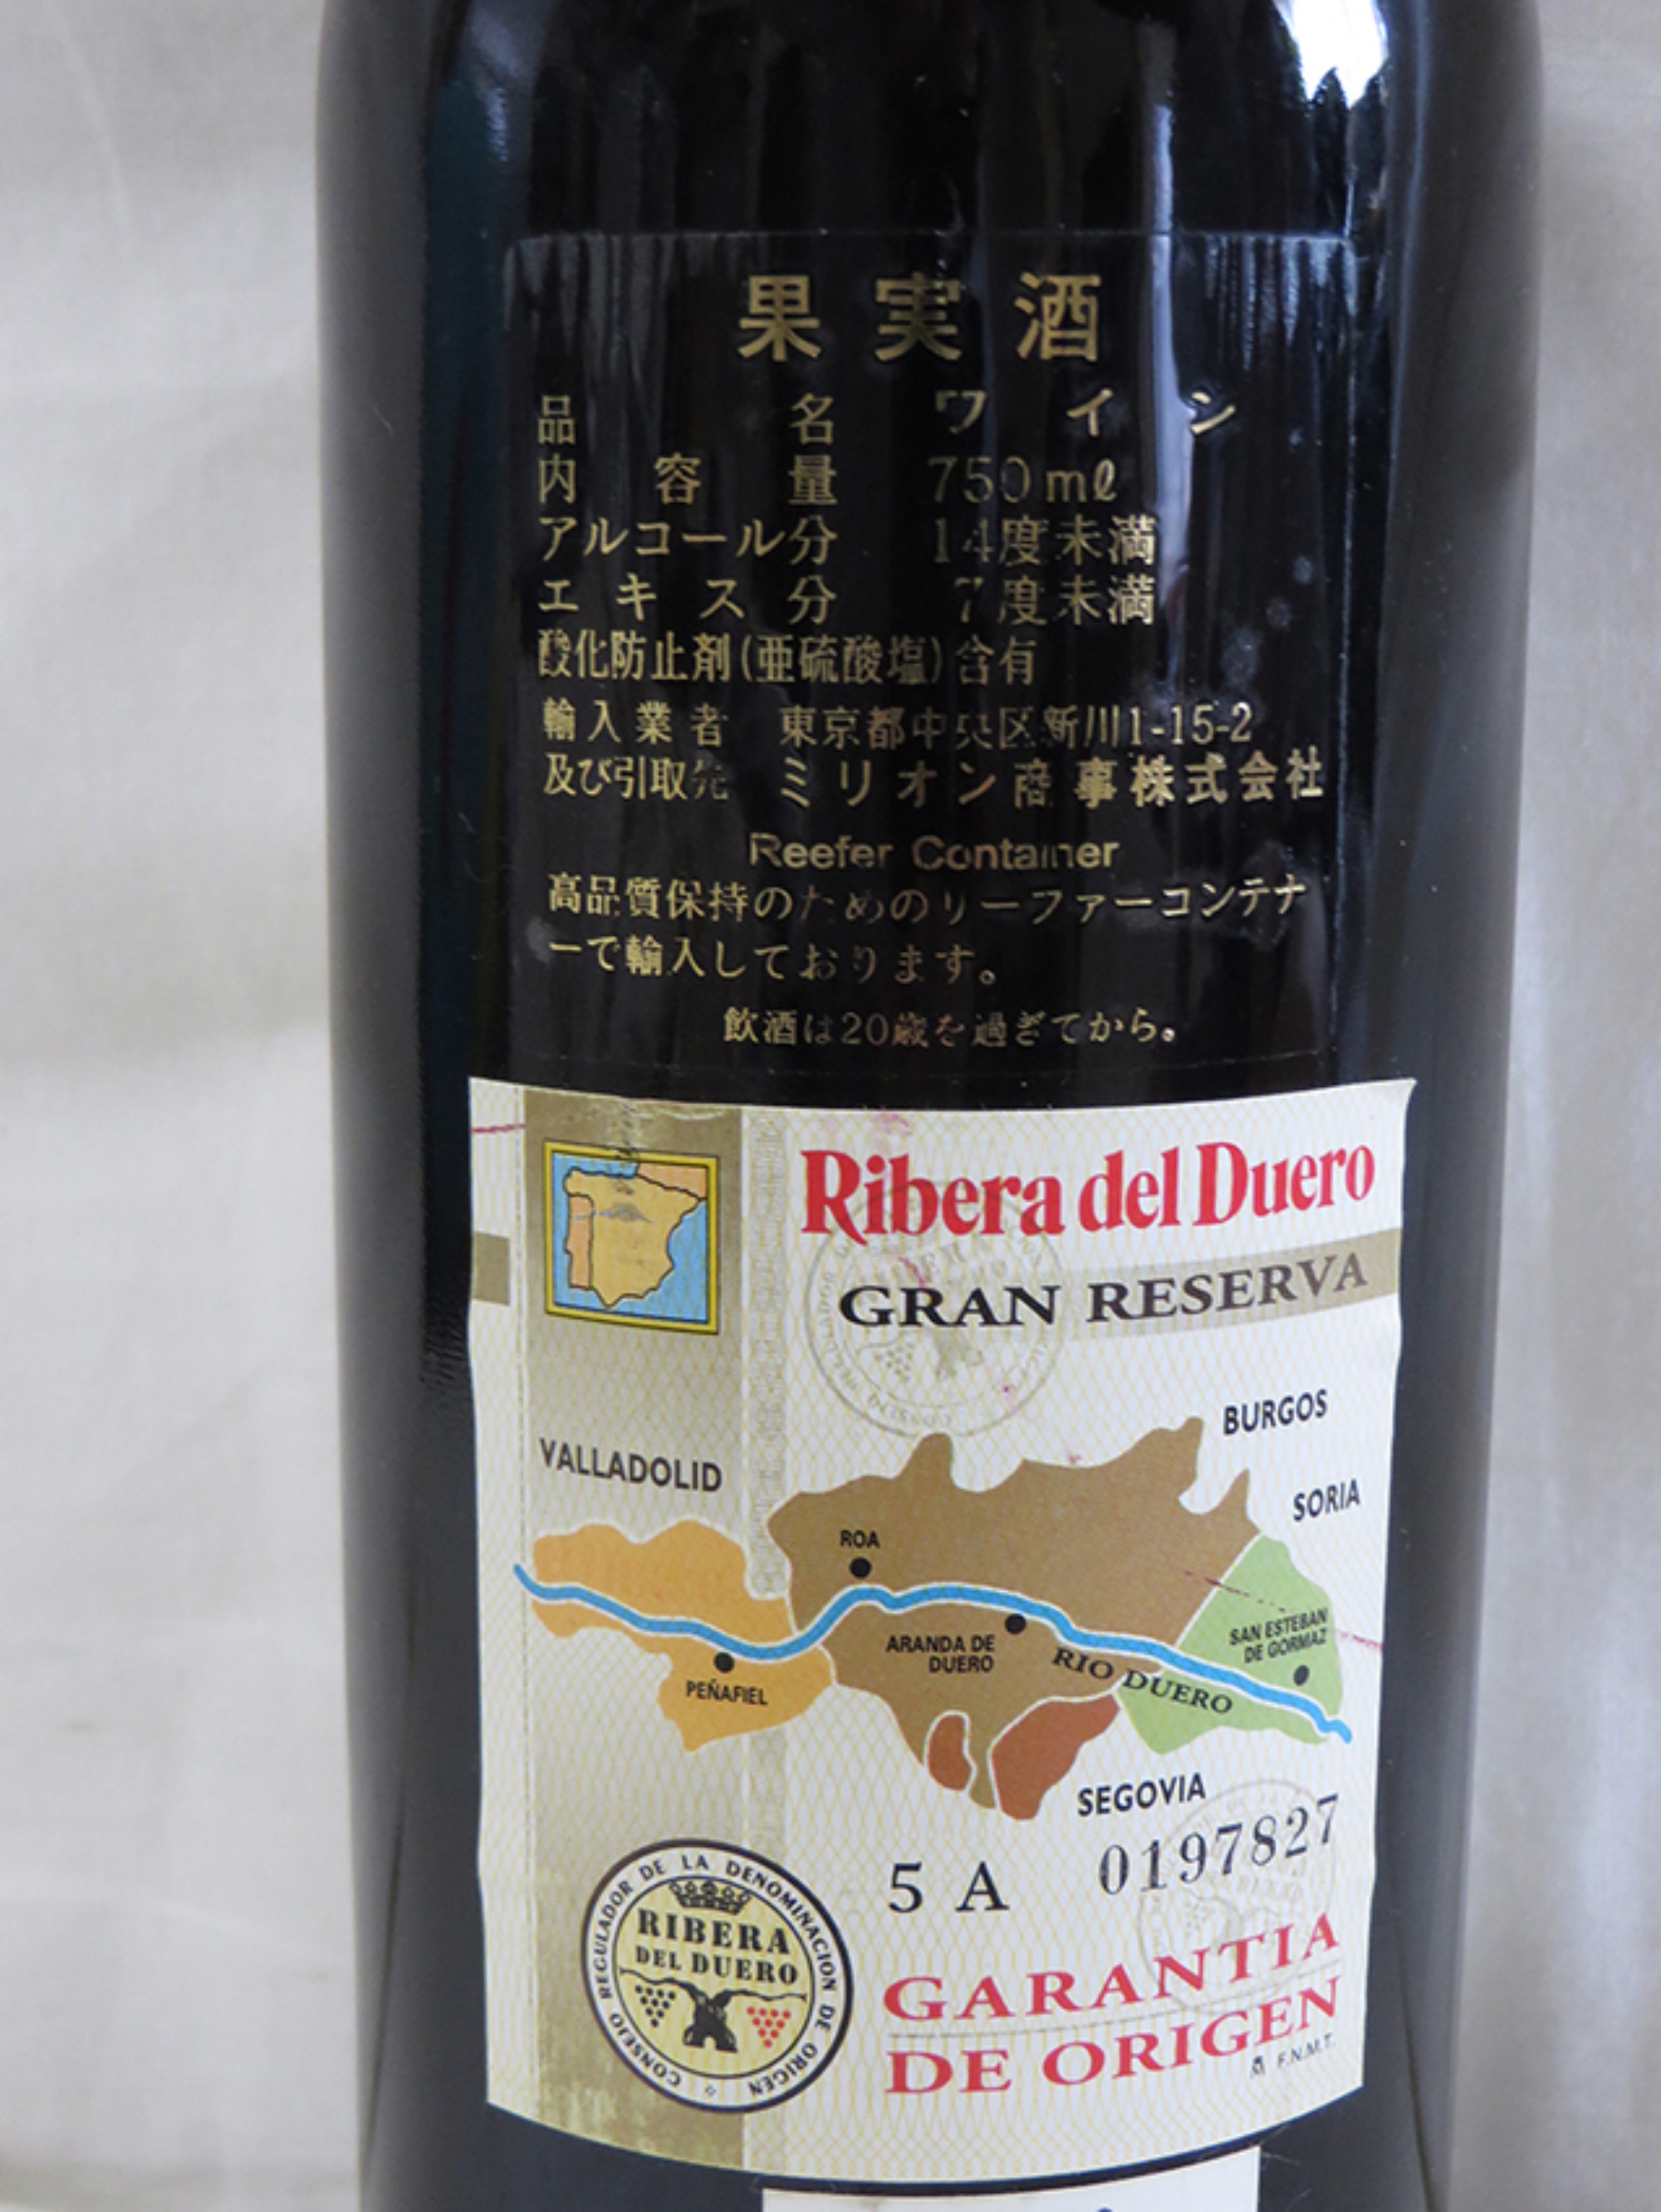 果実酒
品名 ワイン
内容量 750mℓ
アルコール分 14度未満
エキス分 7度未満
酸化防止剤(亜硫酸塩)含有
輸入業者 東京都中央区新川1-15-2
及び引取先 ミリオン商事株式会社
Reefer Container
高品質保持のためのリーファーコンテナ
ーで輸入しております。
飲酒は20歳を過ぎてから。
Ribera del Duero
GRAN RESERVA
BURGOS
VALLADOLID
SORIA
ROA
SAN ESTEBAN
DE GORMAZ
ARANDA DE
DUERO
RIO DUERO
PEÑAFIEL
SEGOVIA
5 A 0197827
CONSEJO REGULADOR DE LA DENOMINACION DE ORIGEN
RIBERA
DEL DUERO
GARANTIA
DE ORIGEN
F.N.M.T.